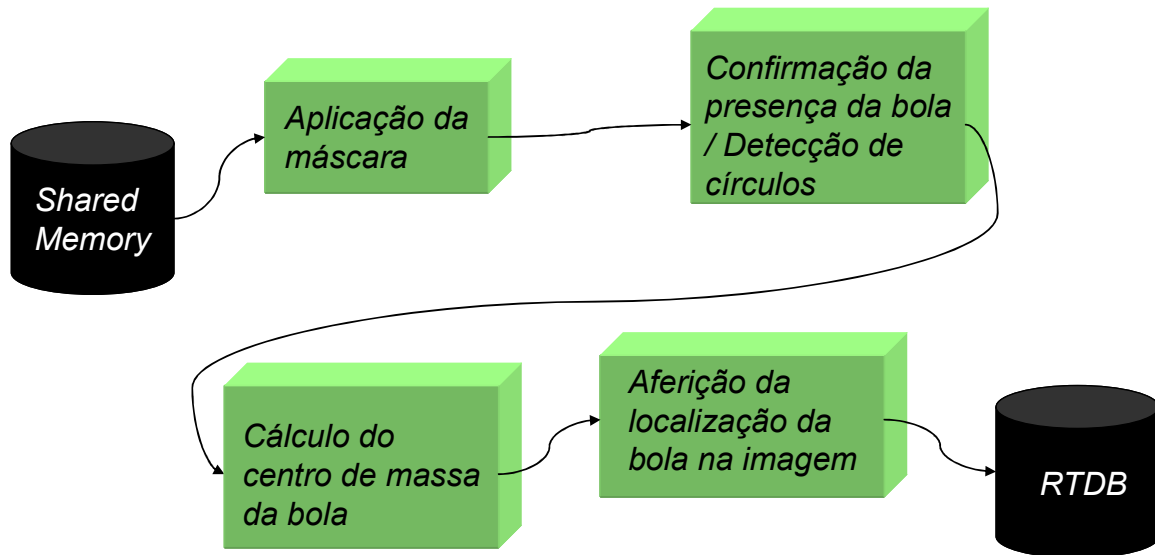 Shared
Memory
Aplicação da
máscara
Confirmação da
presença da bola
/ Detecção de
círculos
Cálculo do
centro de massa
da bola
Aferição da
localização da
bola na imagem
RTDB